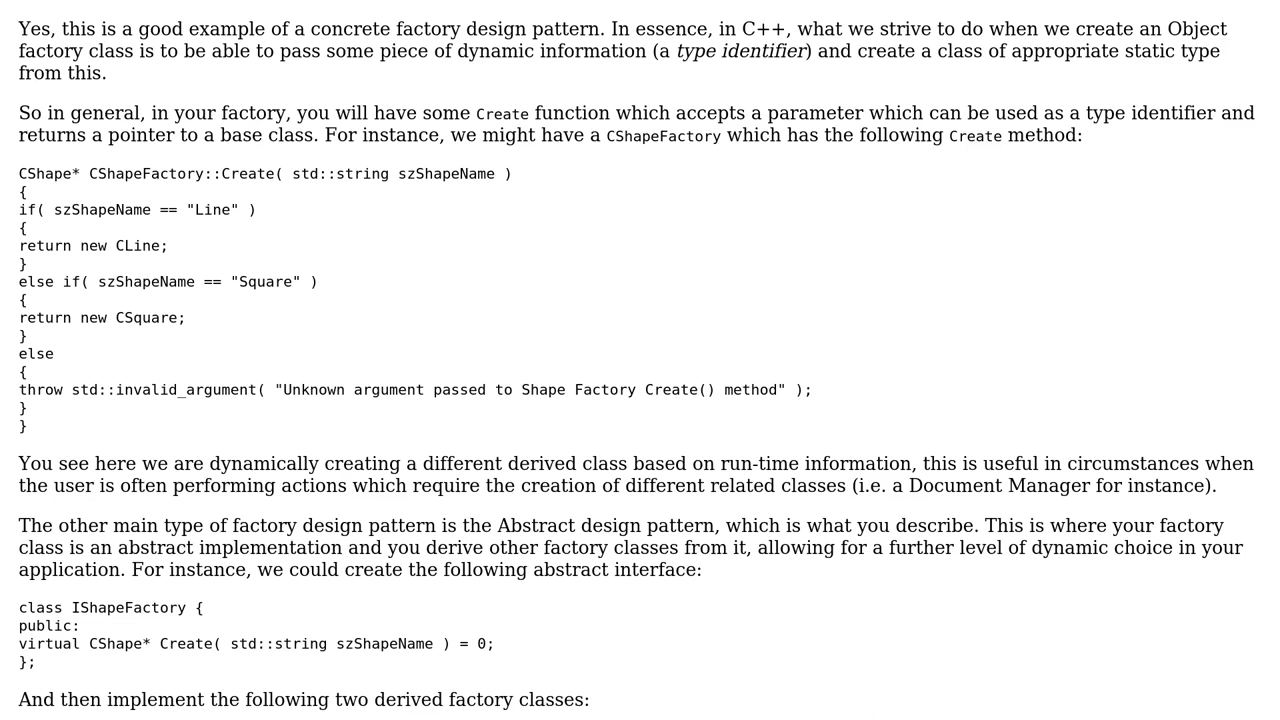 Yes, this is a good example of a concrete factory design pattern. In essence, in C++, what we strive to do when we create an Object
factory class is to be able to pass some piece of dynamic information (a type identifier) and create a class of appropriate static type
from this.
So in general, in your factory, you will have some Create function which accepts a parameter which can be used as a type identifier and
returns a pointer to a base class. For instance, we might have a CShapeFactory which has the following Create method:
CShape* CShapeFactory::Create( std::string szShapeName )
{
if( szShapeName == "Line" )
{
return new CLine;
}
else if( szShapeName == "Square" )
{
return new CSquare;
}
else
{
throw std::invalid_argument( "Unknown argument passed to Shape Factory Create() method" );
}
}
You see here we are dynamically creating a different derived class based on run-time information, this is useful in circumstances when
the user is often performing actions which require the creation of different related classes (i.e. a Document Manager for instance).
The other main type of factory design pattern is the Abstract design pattern, which is what you describe. This is where your factory
class is an abstract implementation and you derive other factory classes from it, allowing for a further level of dynamic choice in your
application. For instance, we could create the following abstract interface:
class IShapeFactory {
public:
virtual CShape* Create( std::string szShapeName ) = 0;
};
And then implement the following two derived factory classes: